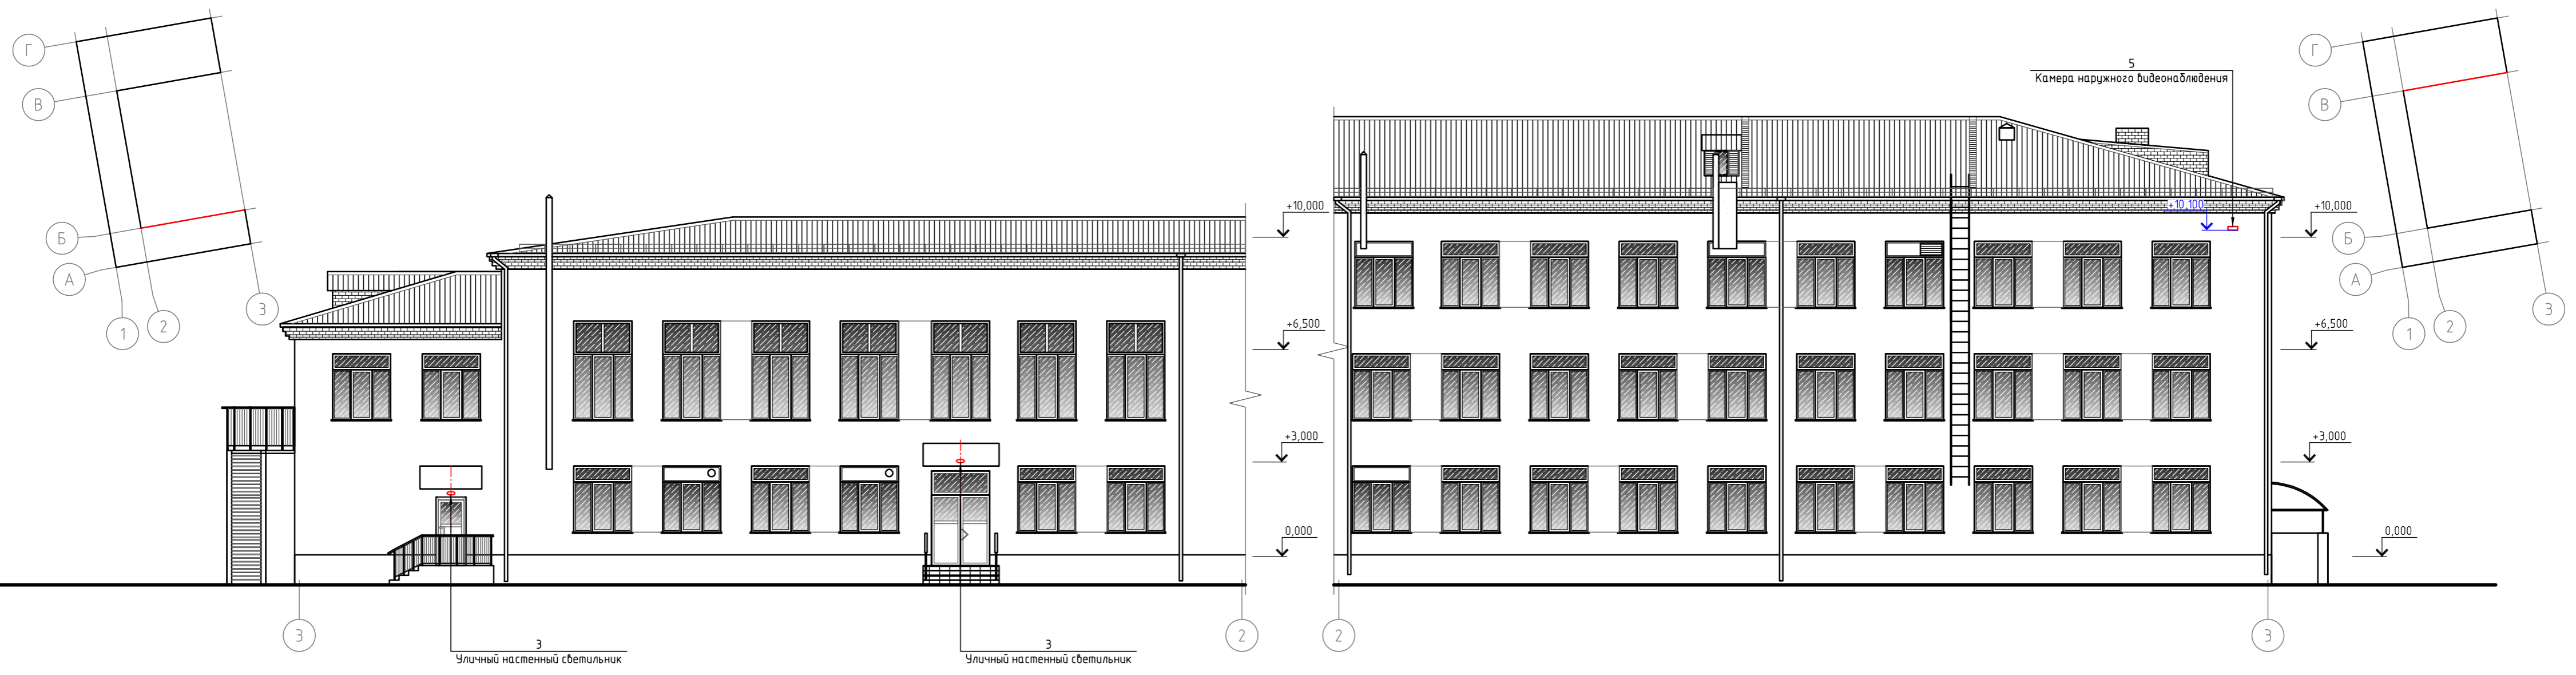 Г
В
Б
А
1
2
3
+10,000
+6,500
+3,000
0,000
3
Уличный настенный светильник
3
Уличный настенный светильник
3
2
5
Камера наружного видеонаблюдения
+10,100
+10,000
+6,500
+3,000
0,000
2
3
Г
В
Б
А
1
2
3